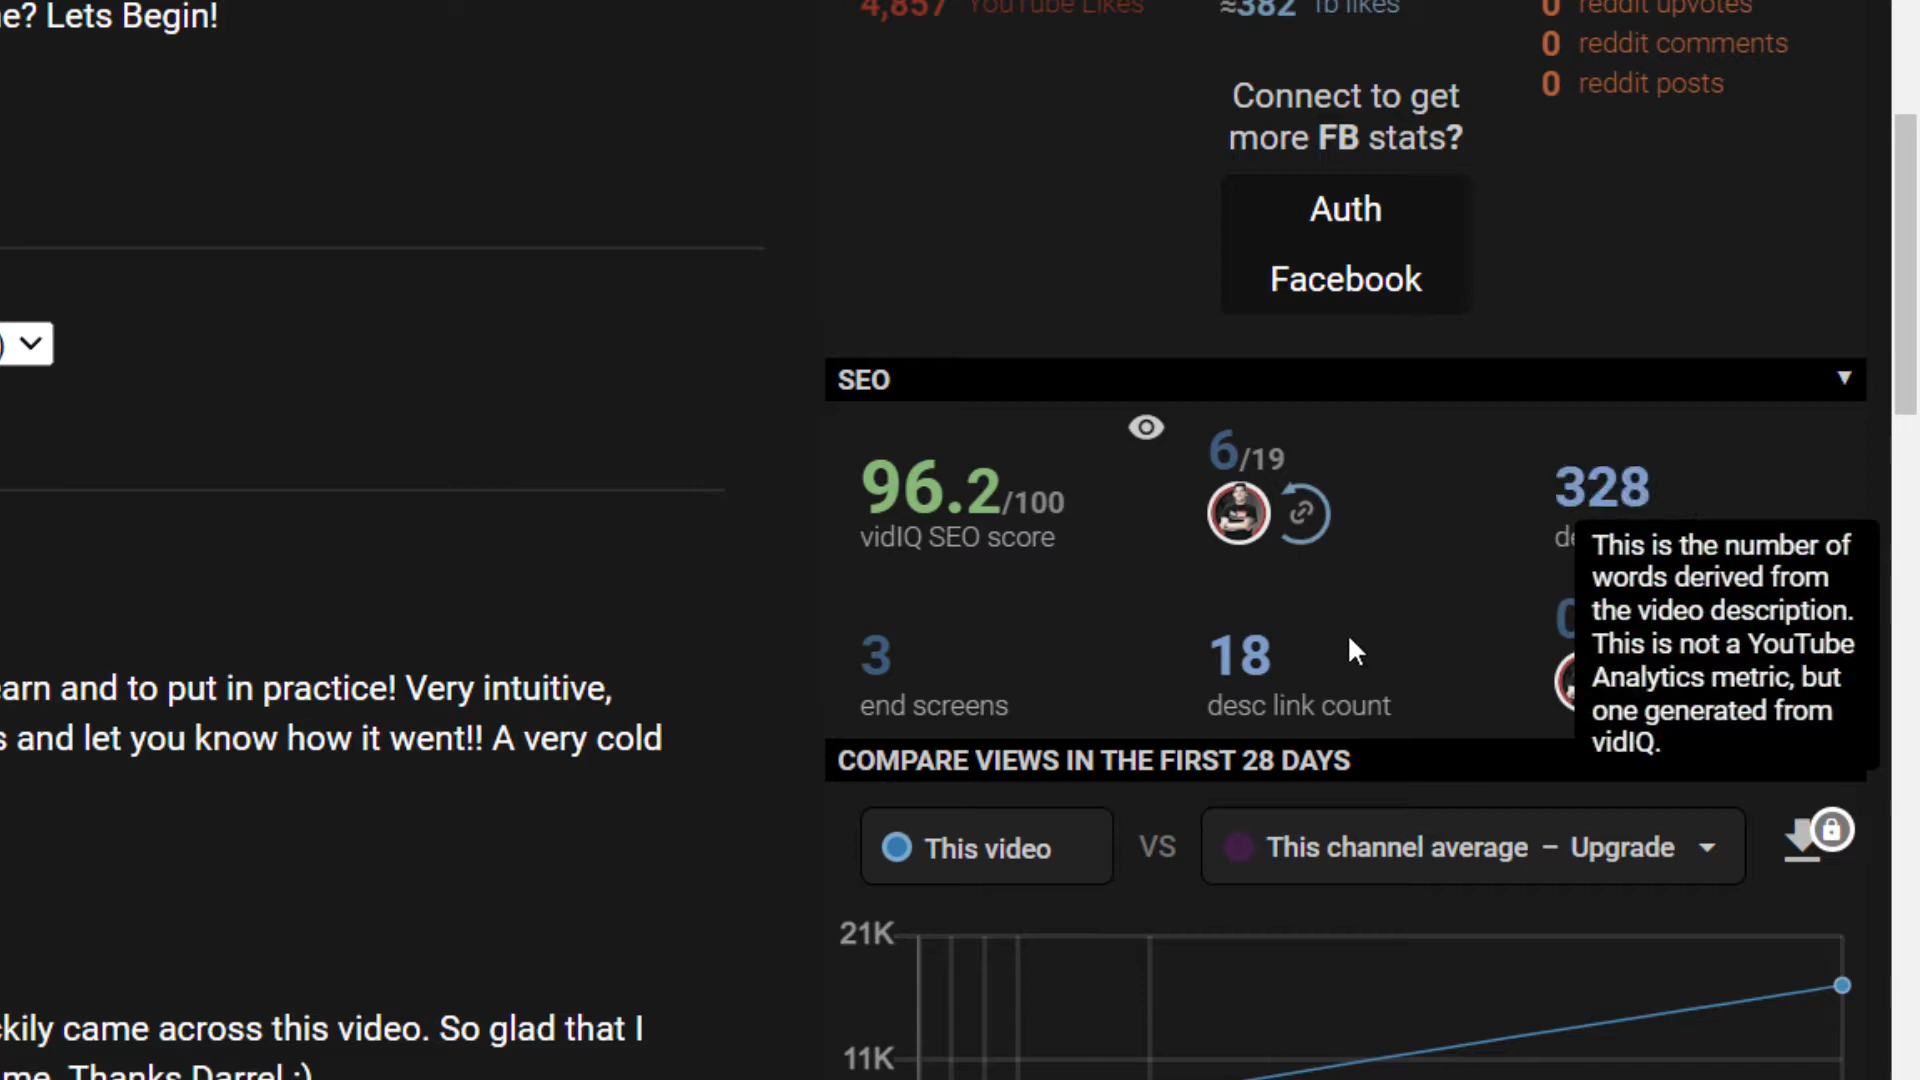 e? Lets Begin!
4,857 YouTube Likes
≈382 fb likes
0 reddit upvotes
0 reddit comments
0 reddit posts
Connect to get
more FB stats?
Auth
Facebook
SEO
96.2/100
vidIQ SEO score
6/19
328
de
This is the number of
words derived from
the video description.
This is not a YouTube
Analytics metric, but
one generated from
vidIQ.
3
end screens
18
desc link count
0
earn and to put in practice! Very intuitive,
s and let you know how it went!! A very cold
COMPARE VIEWS IN THE FIRST 28 DAYS
This video
VS
This channel average – Upgrade
21K
11K
ckily came across this video. So glad that I
me. Thanks Darrel :)